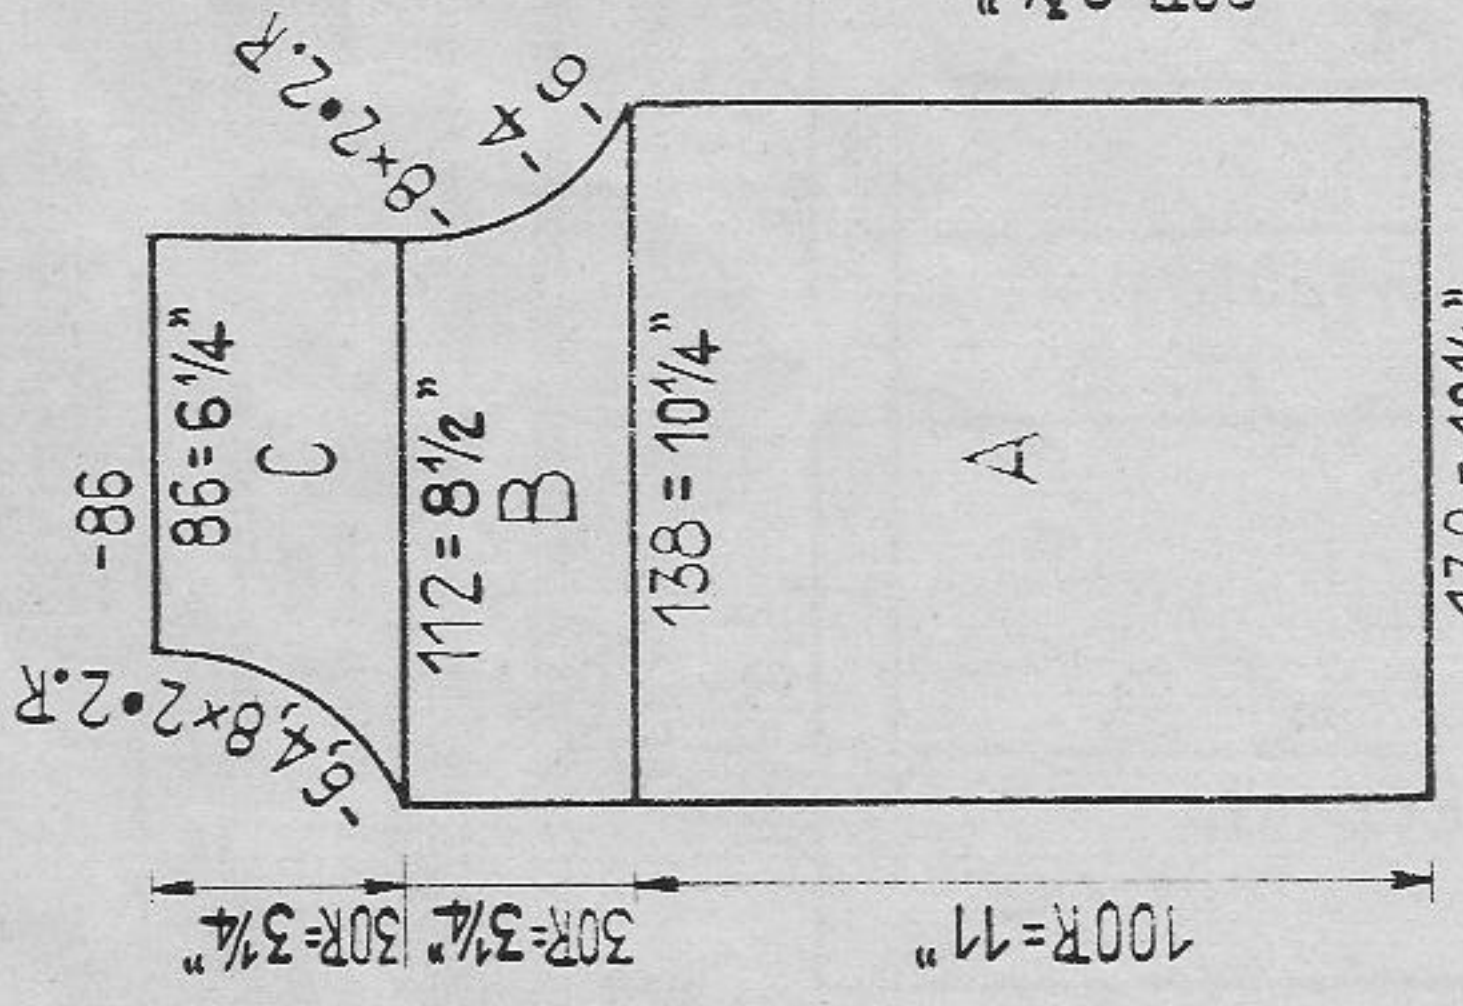 -86
86=6¼"
C
-6,4,8×2•2.R
-8×2•2.R
-4
-6
112=8½"
B
138=10¼"
A
30R=3¼"
30R=3¼"
100R=11"